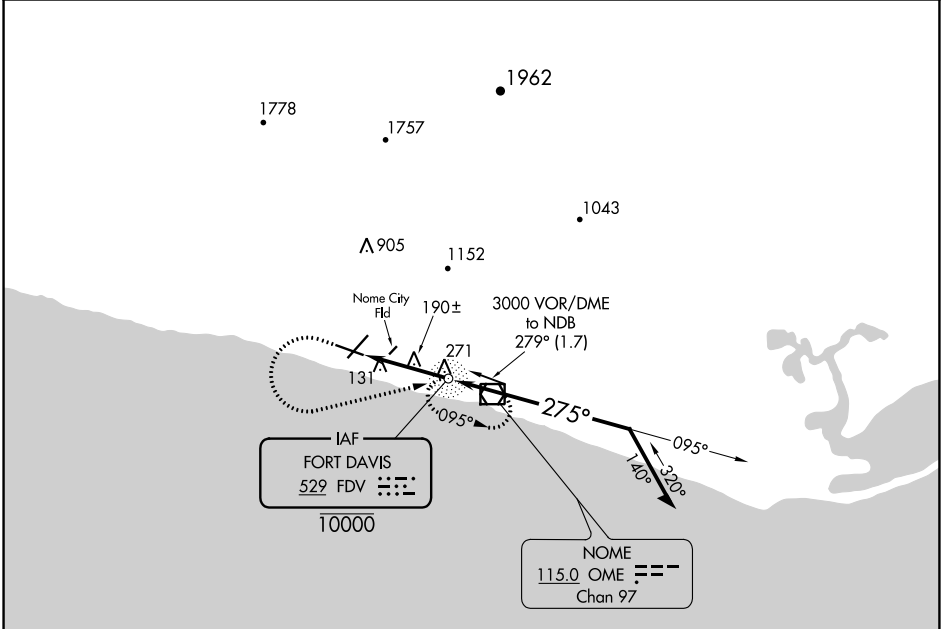 1962
1778
1757
1043
905
1152
Nome City
Fld
190±
3000 VOR/DME
to NDB
279° (1.7)
271
131
275°
095°
095°
140°
320°
IAF
FORT DAVIS
529 FDV
10000
NOME
115.0 OME
Chan 97